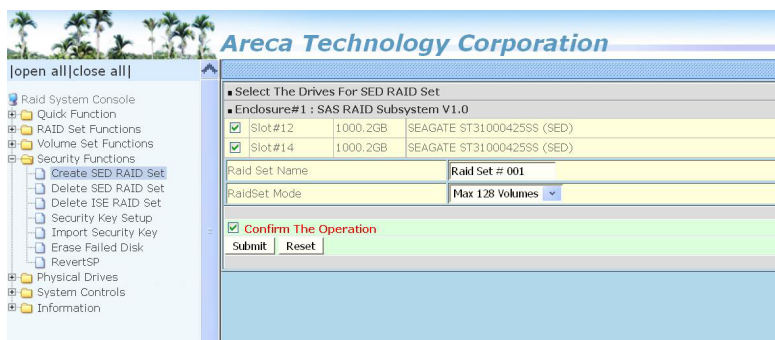 Areca Technology Corporation
|open all|close all|
Raid System Console
Quick Function
RAID Set Functions
Volume Set Functions
Security Functions
Create SED RAID Set
Delete SED RAID Set
Delete ISE RAID Set
Security Key Setup
Import Security Key
Erase Failed Disk
RevertSP
Physical Drives
System Controls
Information
Select The Drives For SED RAID Set
Enclosure#1 : SAS RAID Subsystem V1.0
Slot#12 1000.2GB SEAGATE ST31000425SS (SED)
Slot#14 1000.2GB SEAGATE ST31000425SS (SED)
Raid Set Name Raid Set # 001
RaidSet Mode Max 128 Volumes
Confirm The Operation
Submit Reset